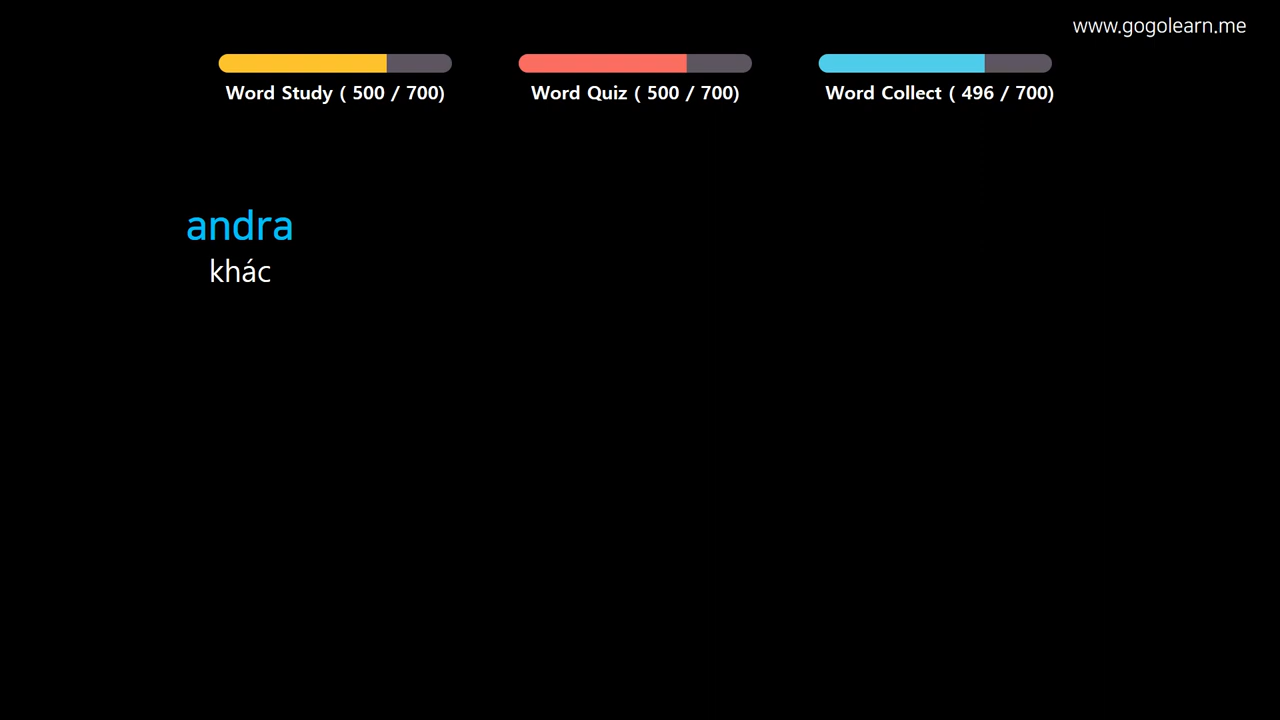 www.gogolearn.me
Word Study ( 500 / 700)
Word Quiz ( 500 / 700)
Word Collect ( 496 / 700)
andra
khác